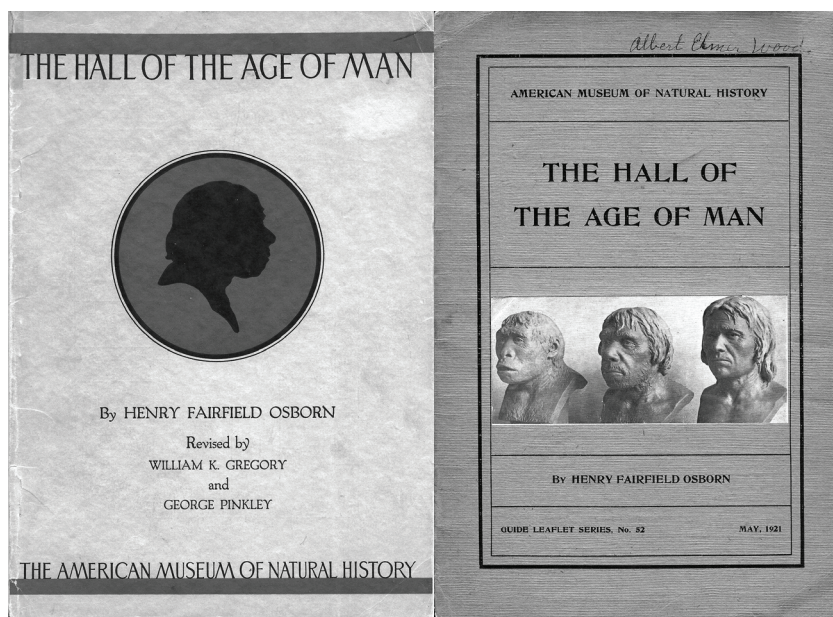 THE HALL OF THE AGE OF MAN
By HENRY FAIRFIELD OSBORN
Revised by
WILLIAM K. GREGORY
and
GEORGE PINKLEY
THE AMERICAN MUSEUM OF NATURAL HISTORY
Albert Elmer Wood.
AMERICAN MUSEUM OF NATURAL HISTORY
THE HALL OF
THE AGE OF MAN
By HENRY FAIRFIELD OSBORN
GUIDE LEAFLET SERIES, No. 52
MAY, 1921